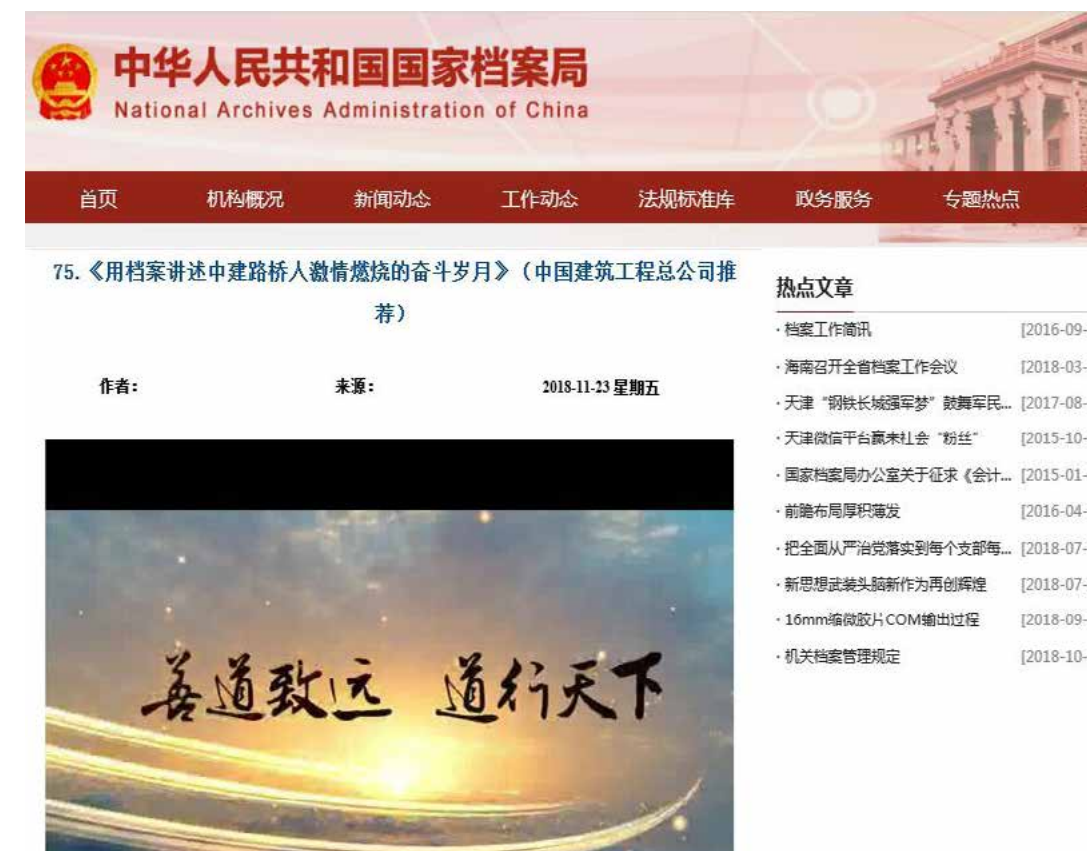 中华人民共和国国家档案局
National Archives Administration of China
首页 机构概况 新闻动态 工作动态 法规标准库 政务服务 专题热点
75.《用档案讲述中建路桥人激情燃烧的奋斗岁月》（中国建筑工程总公司推
荐）
作者： 来源： 2018-11-23 星期五
善道致远 道行天下
热点文章
· 档案工作简讯 [2016-09-
· 海南召开全省档案工作会议 [2018-03-
· 天津“钢铁长城强军梦”鼓舞军民... [2017-08-
· 天津微信平台赢来社会“粉丝” [2015-10-
· 国家档案局办公室关于征求《会计... [2015-01-
· 前瞻布局厚积薄发 [2016-04-
· 把全面从严治党落实到每个支部每... [2018-07-
· 新思想武装头脑新作为再创辉煌 [2018-07-
· 16mm缩微胶片COM输出过程 [2018-09-
· 机关档案管理规定 [2018-10-